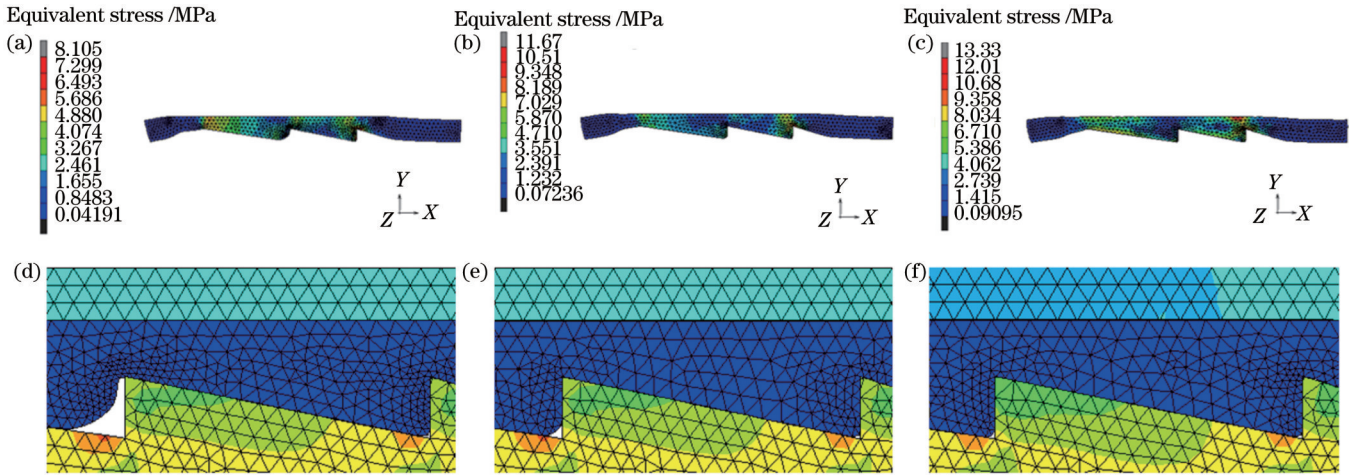 Equivalent stress /MPa
(a)
8.105
7.299
6.493
5.686
4.880
4.074
3.267
2.461
1.655
0.8483
0.04191
Y
Z
X
Equivalent stress /MPa
(b)
11.67
10.51
9.348
8.189
7.029
5.870
4.710
3.551
2.391
1.232
0.07236
Y
Z
X
Equivalent stress /MPa
(c)
13.33
12.01
10.68
9.358
8.034
6.710
5.386
4.062
2.739
1.415
0.09095
Y
Z
X
(d)
(e)
(f)